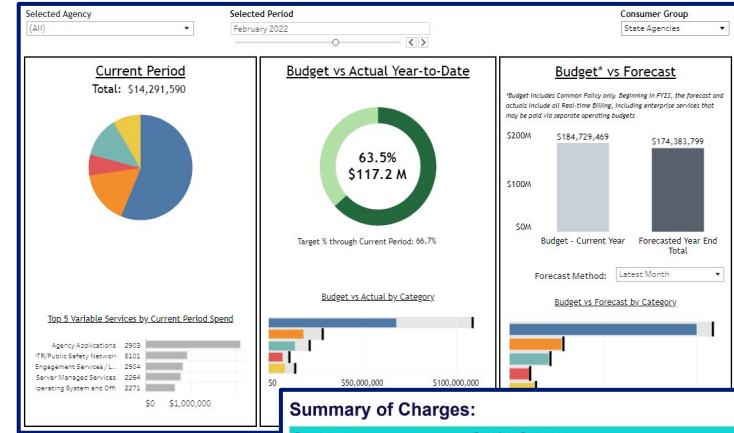 Selected Agency
Selected Period
Consumer Group
(All)
February 2022
State Agencies
Current Period
Total: $14,291,590
Top 5 Variable Services by Current Period Spend
Agency Applications 2903
5101
Engagement Services / L... 2904
Server Managed Services 2264
2271
$0 $1,000,000
Budget vs Actual Year-to-Date
63.5%
$117.2 M
Target % through Current Period: 66.7%
Budget vs Actual by Category
$0 $50,000,000 $100,000,000
Budget* vs Forecast
*Budget includes Common Policy only. Beginning in FY23, the forecast and
actuals include all Real-time Billing, including enterprise services that
may be paid via separate operating budgets
$200M
$184,729,469
$174,383,799
$100M
$0M
Budget - Current Year
Forecasted Year End
Total
Forecast Method: Latest Month
Budget vs Forecast by Category
Summary of Charges: